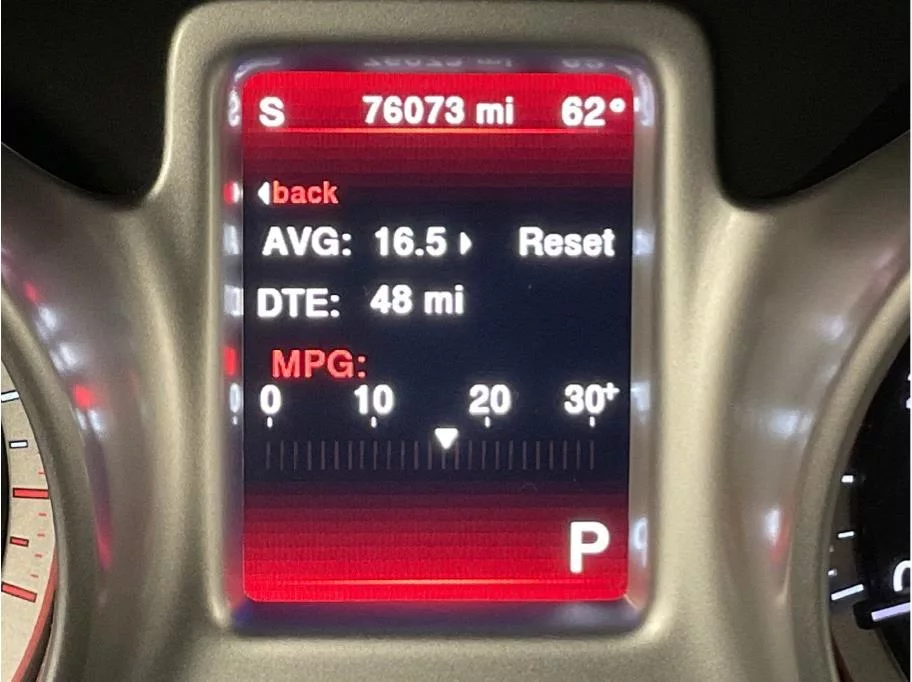 S 76073 mi 62°
back
AVG: 16.5 Reset
DTE: 48 mi
MPG:
0 10 20 30+
P